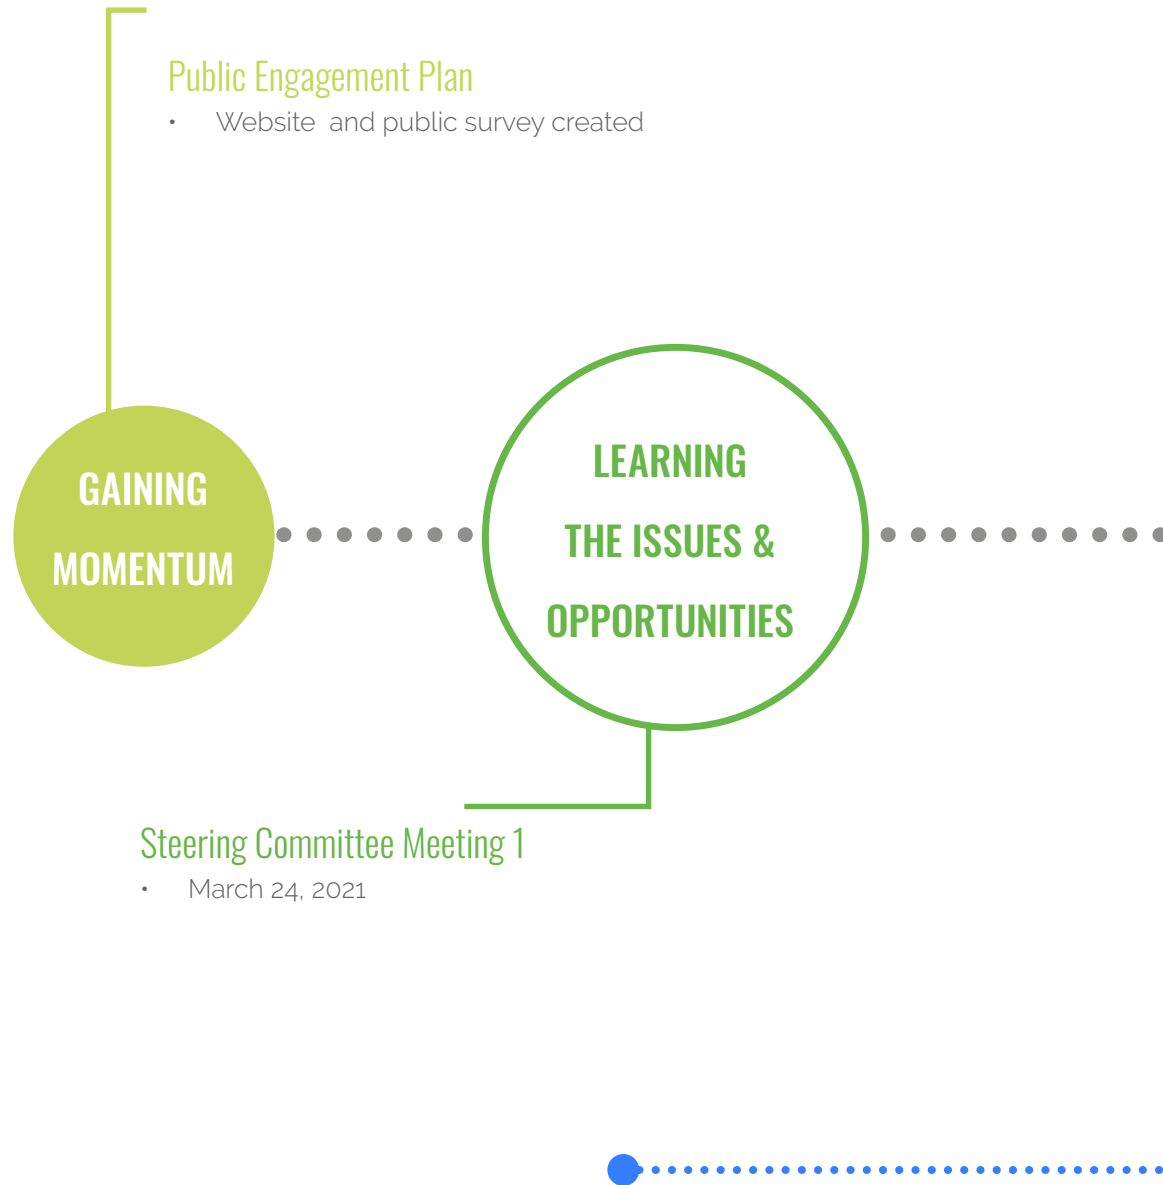 Public Engagement Plan
• Website and public survey created
GAINING
MOMENTUM
LEARNING
THE ISSUES &
OPPORTUNITIES
Steering Committee Meeting 1
• March 24, 2021